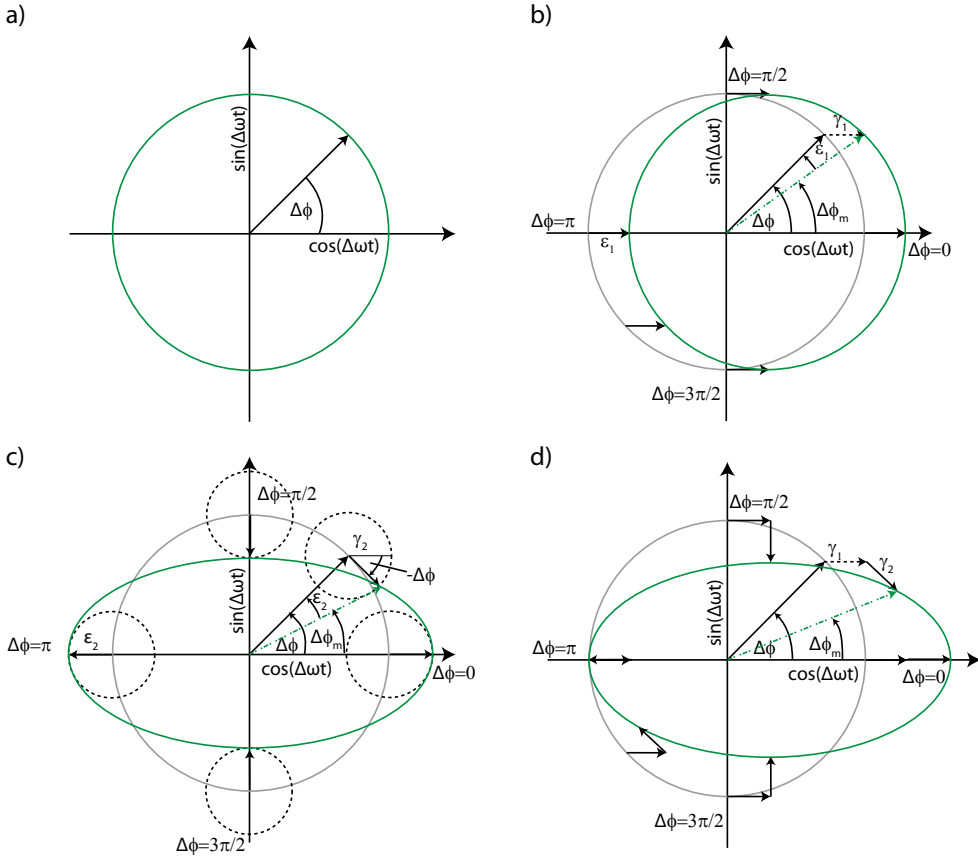 a)
sin(Δωt)
Δϕ
cos(Δωt)
b)
Δϕ=π/2
sin(Δωt)
γ₁
ε₁
Δϕ=π
ε₁
Δϕ
Δϕₘ
cos(Δωt)
Δϕ=0
Δϕ=3π/2
c)
Δϕ=π/2
sin(Δωt)
γ₂
-Δϕ
ε₂
ε₂
Δϕ=π
Δϕ
Δϕₘ
cos(Δωt)
Δϕ=0
Δϕ=3π/2
d)
Δϕ=π/2
sin(Δωt)
γ₁
γ₂
Δϕ=π
Δϕ
Δϕₘ
cos(Δωt)
Δϕ=0
Δϕ=3π/2